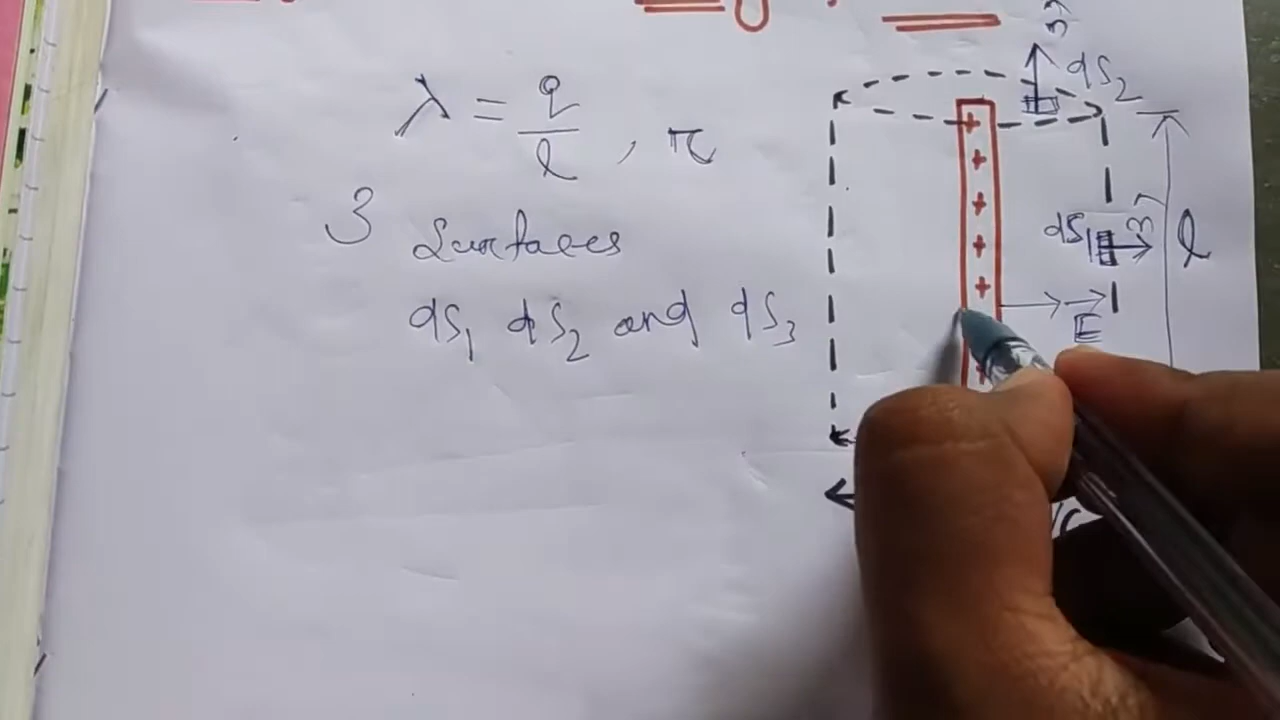 λ = q/l , r
3 Surfaces
dS₁ dS₂ and dS₃
n̂
dS₂
dS₁
n̂
l
E
+
+
+
+
+
+